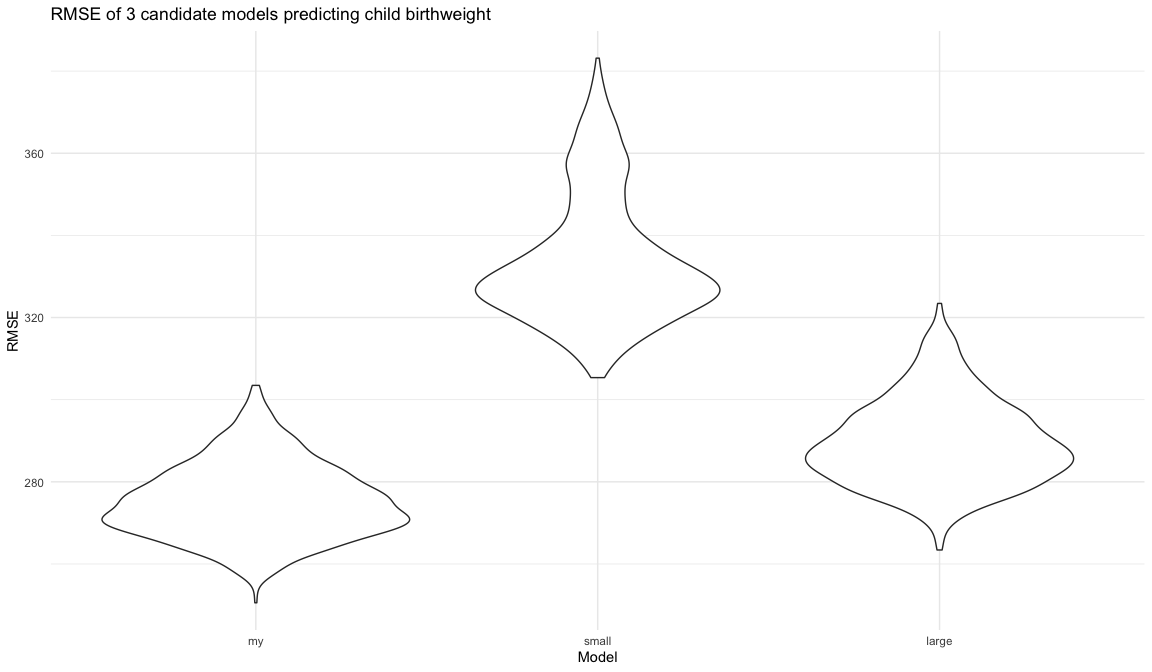 RMSE of 3 candidate models predicting child birthweight
RMSE
360
320
280
my small large
Model